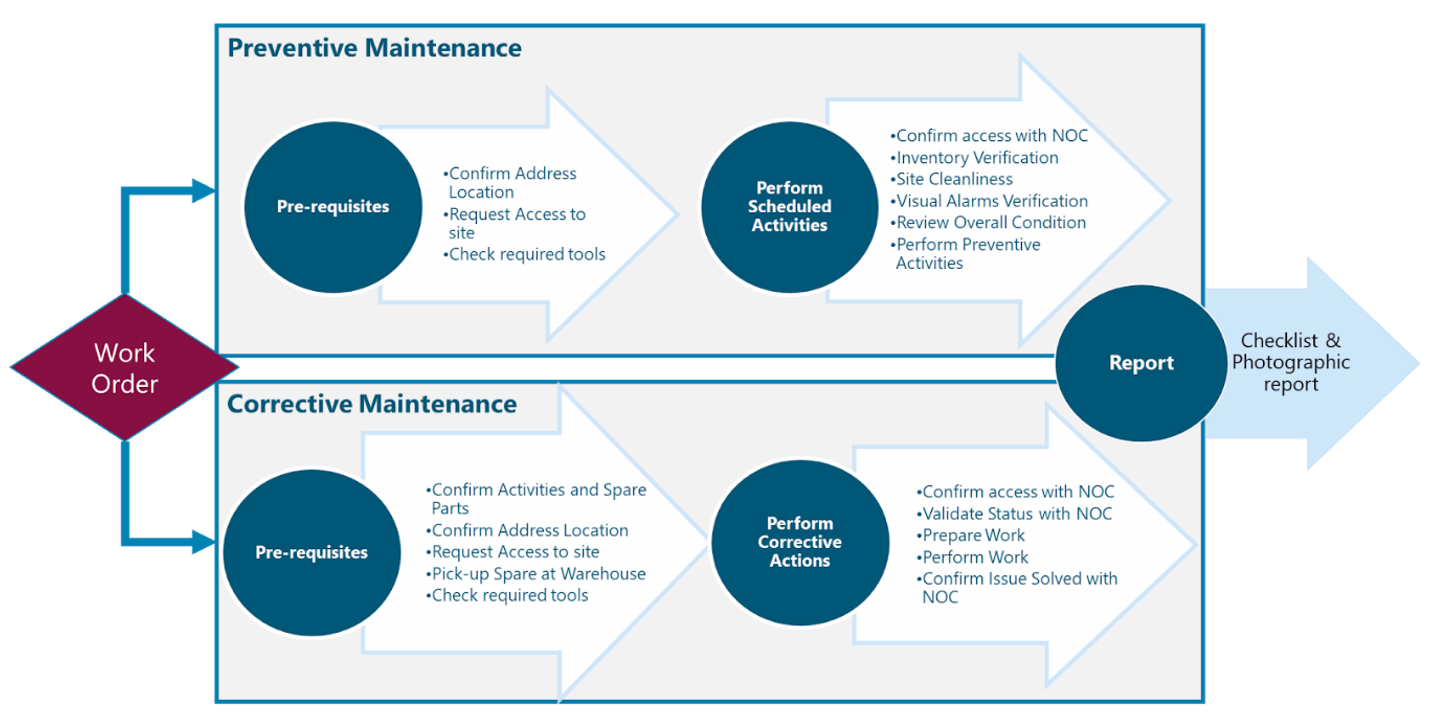 Preventive Maintenance
Pre-requisites
•Confirm Address
Location
•Request Access to
site
•Check required tools
Perform
Scheduled
Activities
•Confirm access with NOC
•Inventory Verification
•Site Cleanliness
•Visual Alarms Verification
•Review Overall Condition
•Perform Preventive
Activities
Work
Order
Report
Checklist &
Photographic
report
Corrective Maintenance
Pre-requisites
•Confirm Activities and Spare
Parts
•Confirm Address Location
•Request Access to site
•Pick-up Spare at Warehouse
•Check required tools
Perform
Corrective
Actions
•Confirm access with NOC
•Validate Status with NOC
•Prepare Work
•Perform Work
•Confirm Issue Solved with
NOC